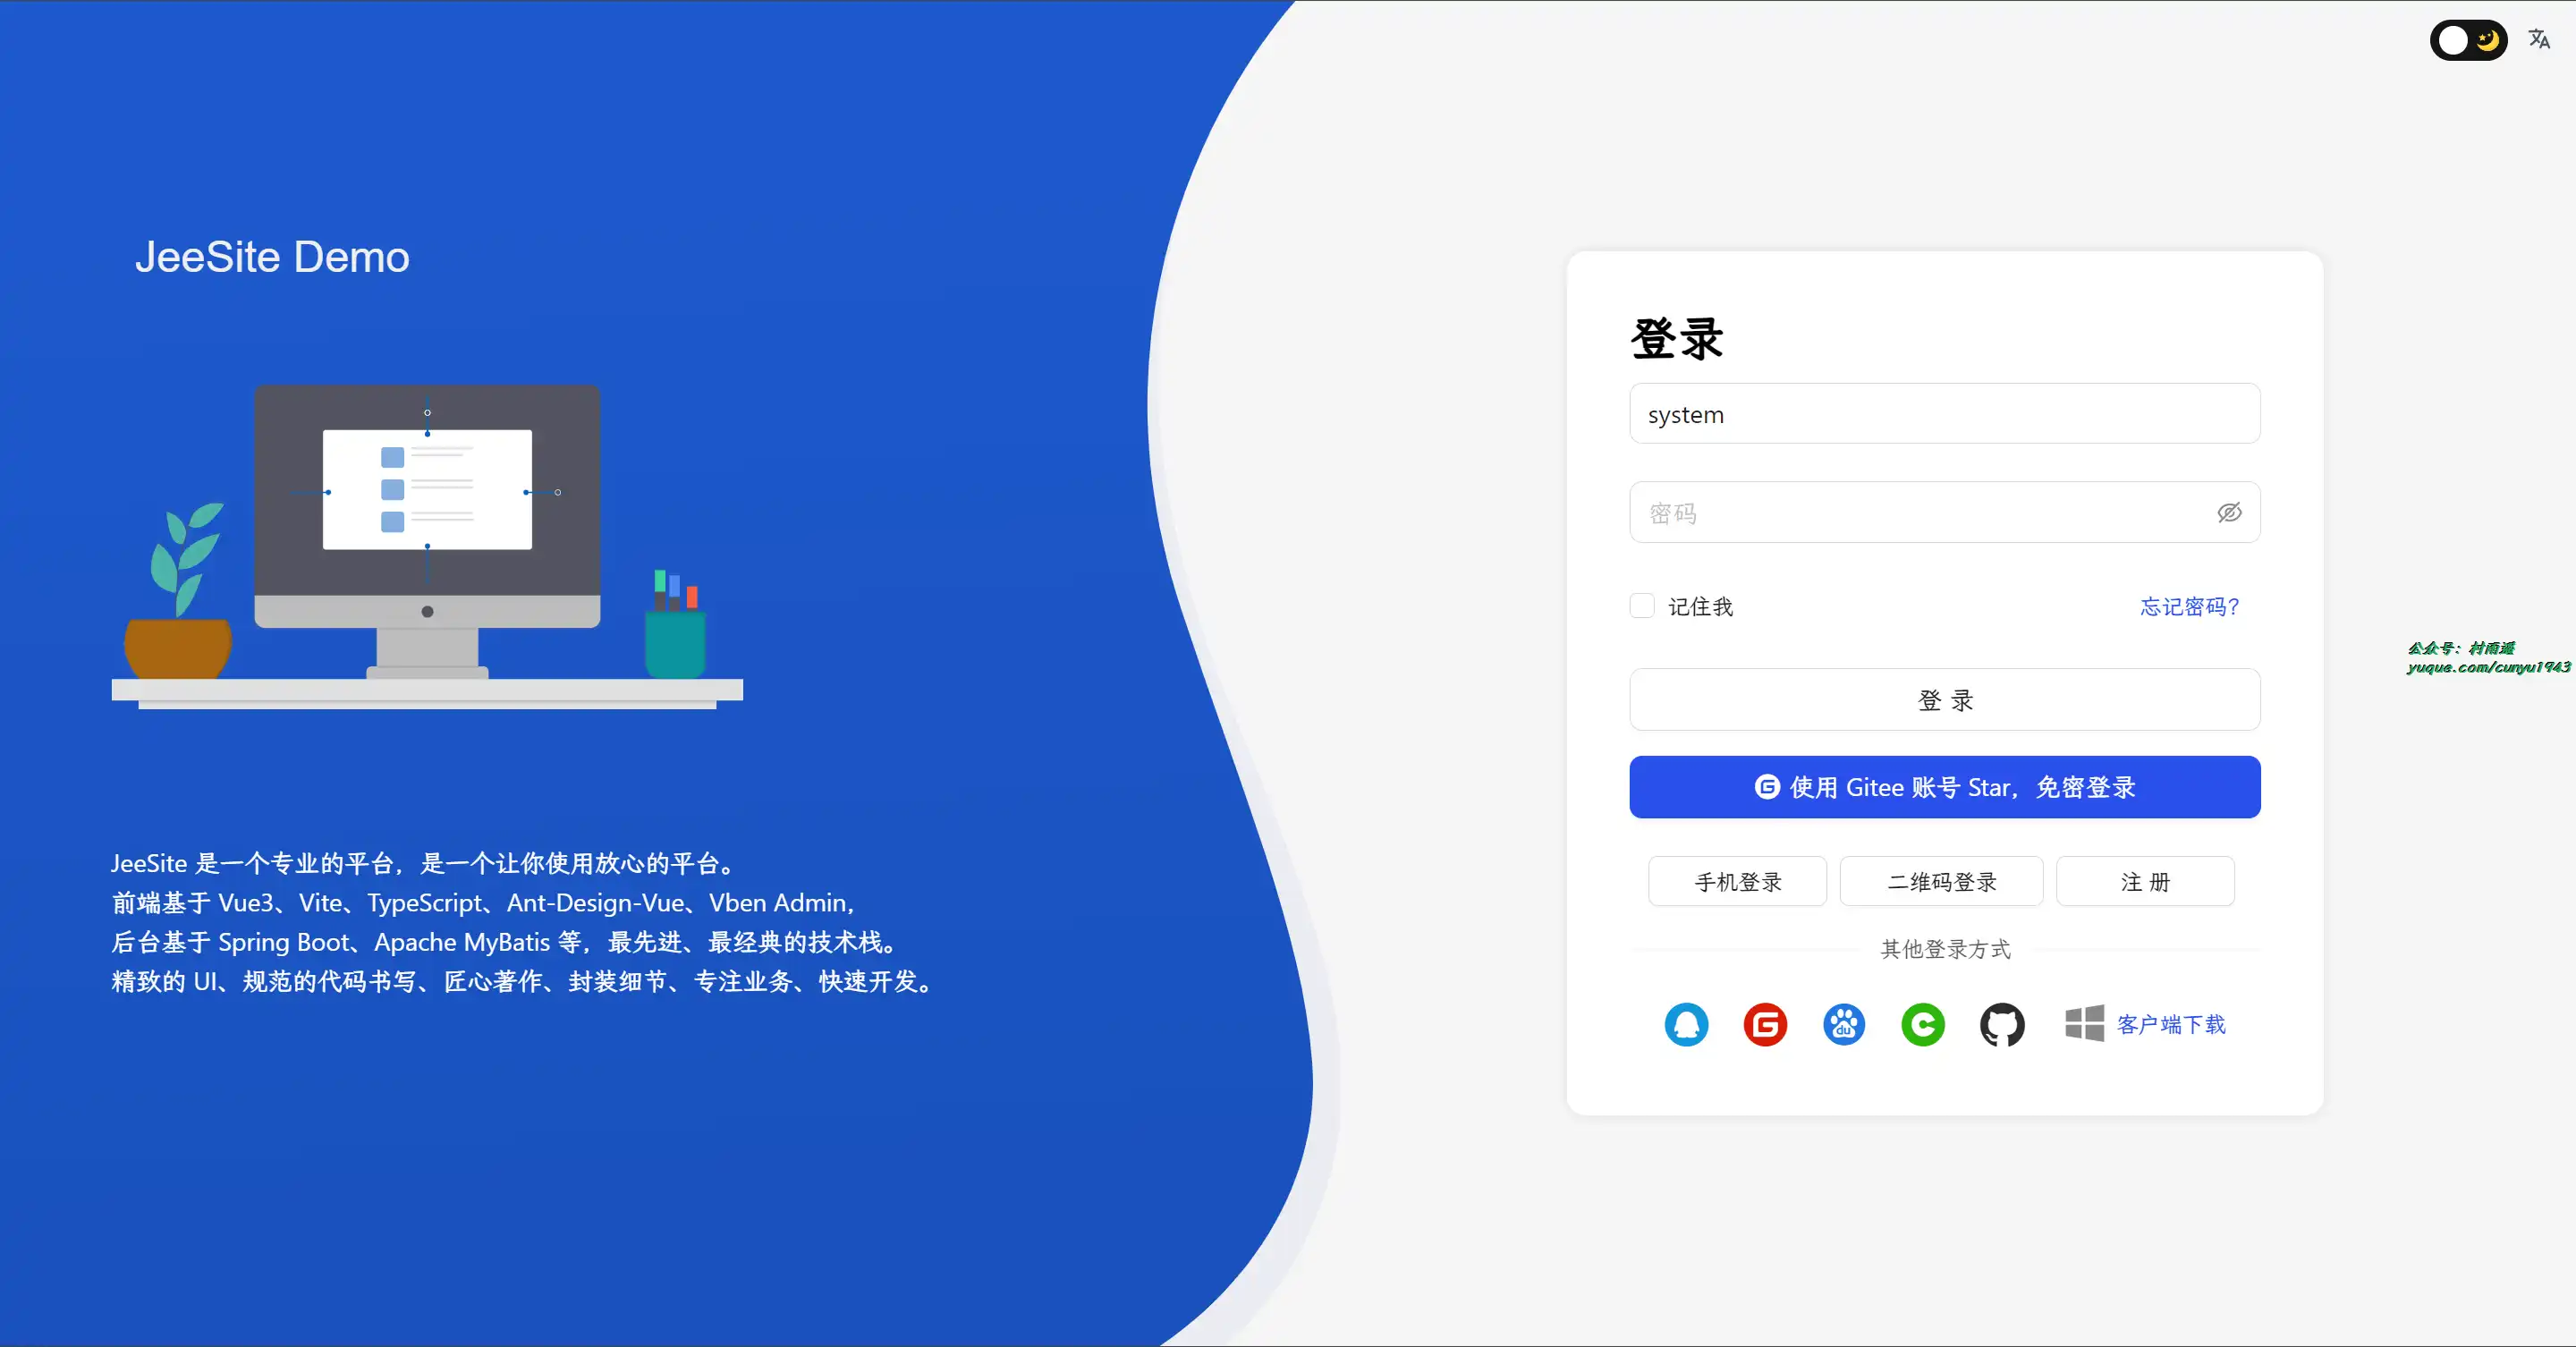 JeeSite Demo
JeeSite 是一个专业的平台，是一个让你使用放心的平台。
前端基于 Vue3、Vite、TypeScript、Ant-Design-Vue、Vben Admin，
后台基于 Spring Boot、Apache MyBatis 等，最先进、最经典的技术栈。
精致的 UI、规范的代码书写、匠心著作、封装细节、专注业务、快速开发。
登录
system
密码
记住我
忘记密码?
登 录
使用 Gitee 账号 Star，免密登录
手机登录
二维码登录
注 册
其他登录方式
du
客户端下载
公众号：村雨遥
yuque.com/cunyu1943